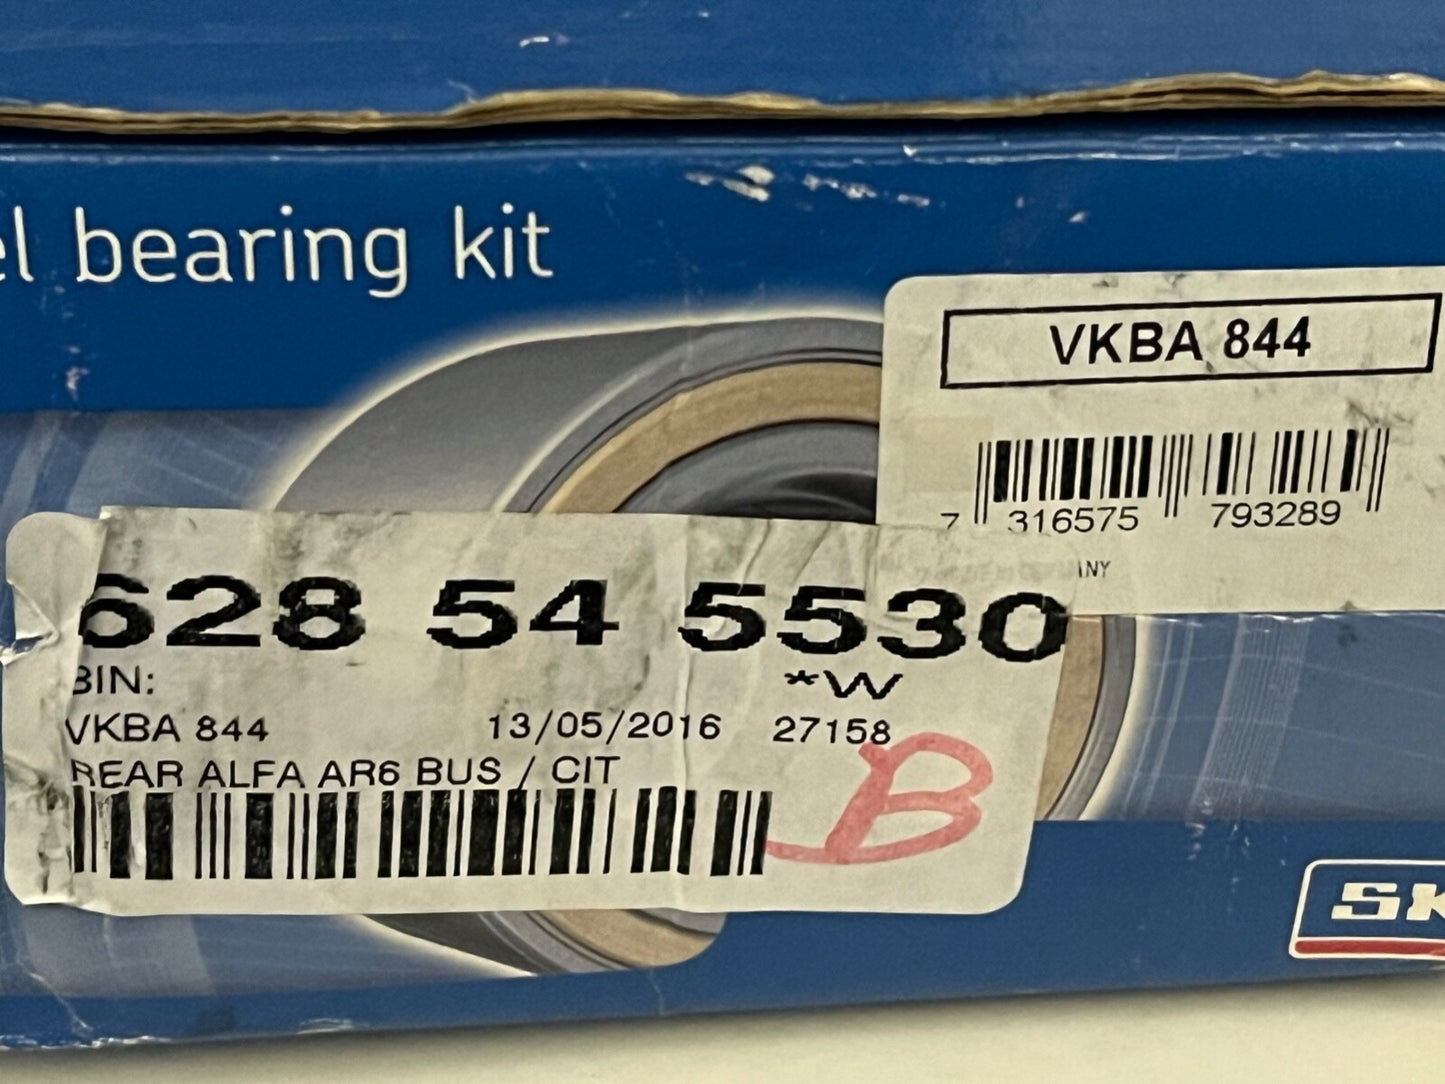 bearing kit
VKBA 844
7 316575 793289
628 54 5530
BIN:
*W
VKBA 844 13/05/2016 27158
REAR ALFA AR6 BUS / CIT
B